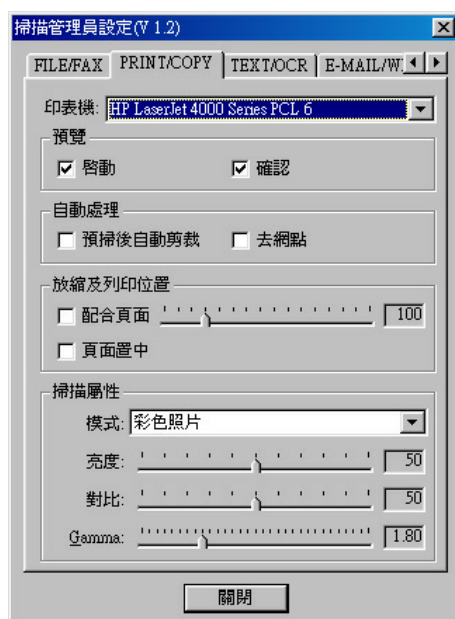 掃描管理員設定(V 1.2)
FILE/FAX PRINT/COPY TEXT/OCR E-MAIL/W
印表機: HP LaserJet 4000 Series PCL 6
預覽
啓動 確認
自動處理
預掃後自動剪裁 去網點
放縮及列印位置
配合頁面 100
頁面置中
掃描屬性
模式: 彩色照片
亮度: 50
對比: 50
Gamma: 1.80
關閉